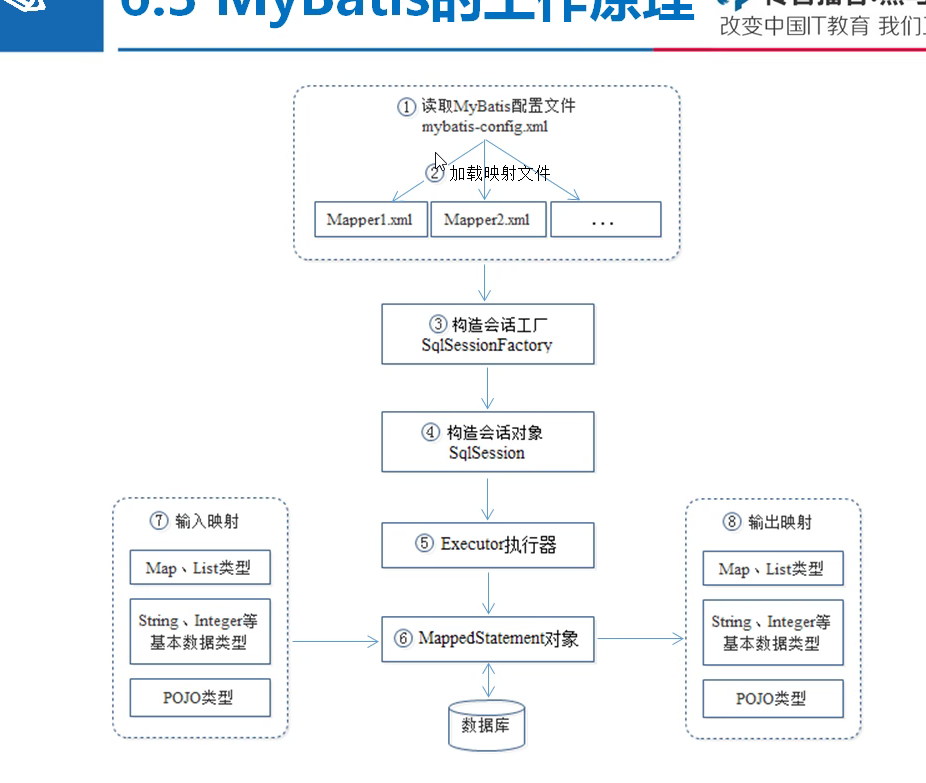 6.3 MyBatis的工作原理
改变中国IT教育 我们
① 读取MyBatis配置文件
mybatis-config.xml
② 加载映射文件
Mapper1.xml
Mapper2.xml
...
③ 构造会话工厂
SqlSessionFactory
④ 构造会话对象
SqlSession
⑤ Executor执行器
⑥ MappedStatement对象
数据库
⑦ 输入映射
Map、List类型
String、Integer等
基本数据类型
POJO类型
⑧ 输出映射
Map、List类型
String、Integer等
基本数据类型
POJO类型